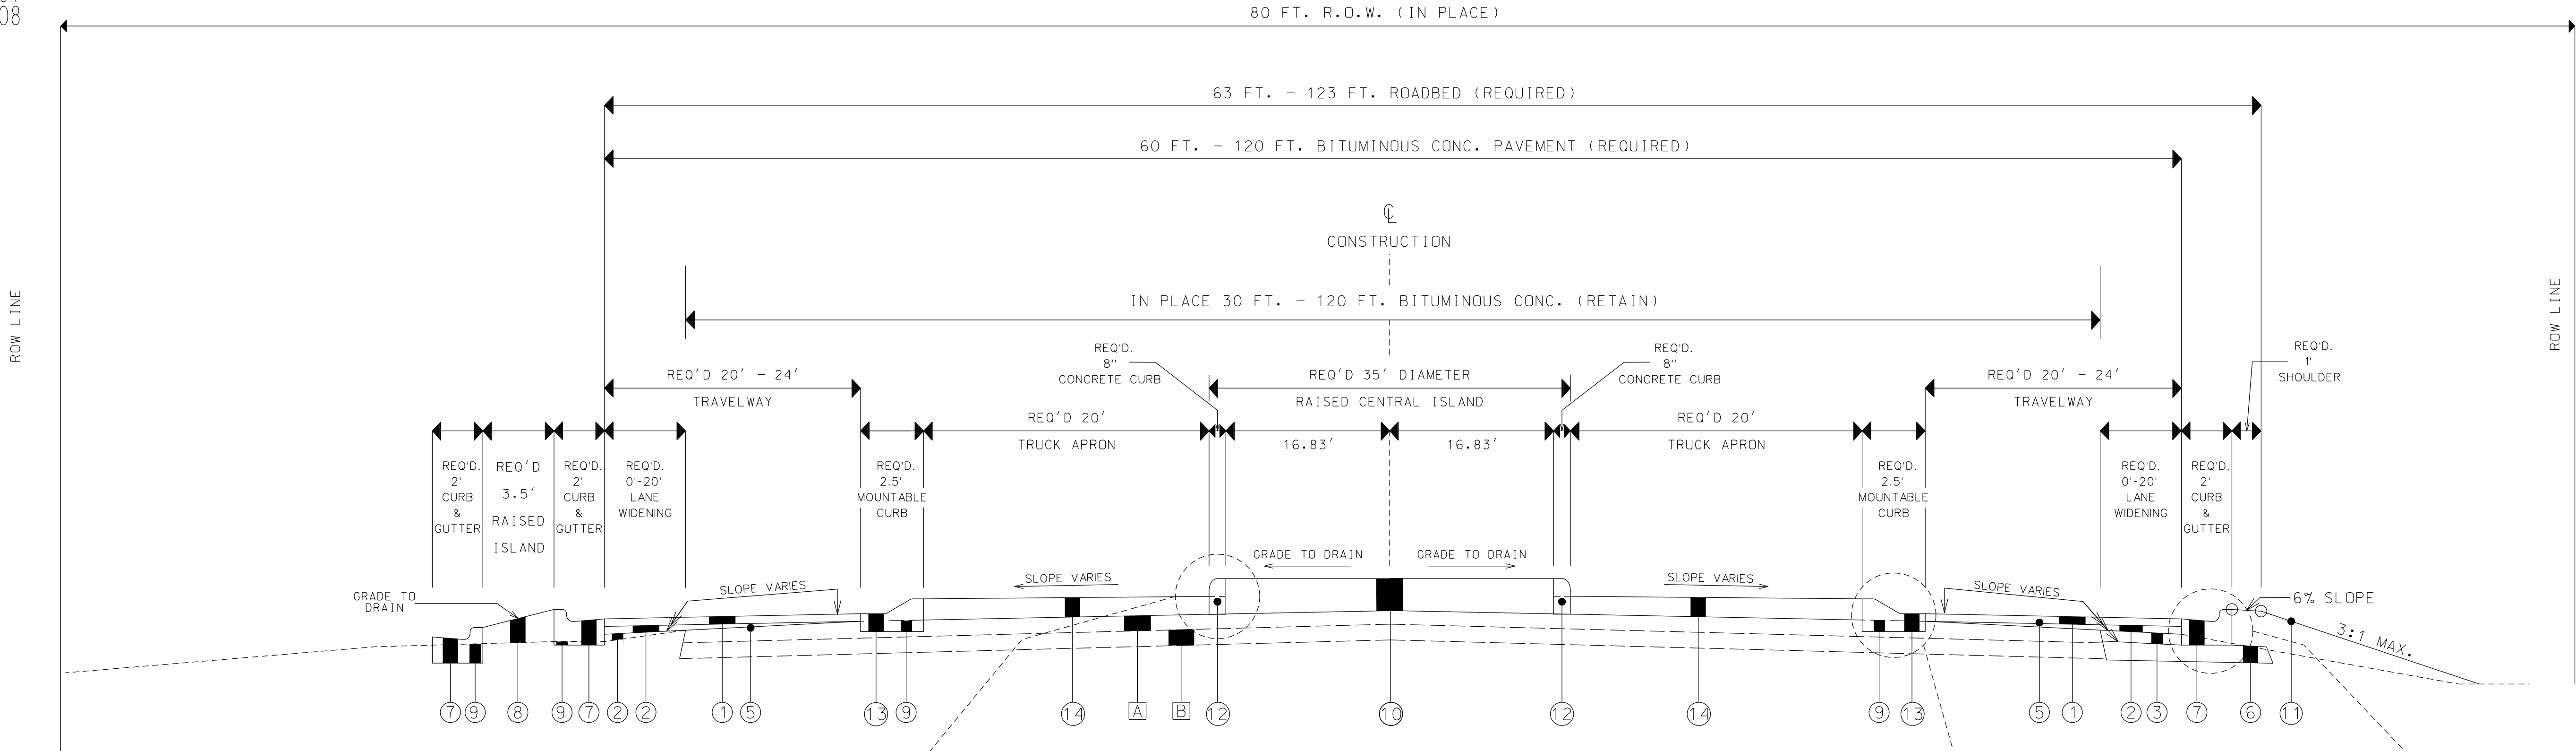 08
80 FT. R.O.W. (IN PLACE)
63 FT. - 123 FT. ROADBED (REQUIRED)
60 FT. - 120 FT. BITUMINOUS CONC. PAVEMENT (REQUIRED)
℄
CONSTRUCTION
ROW LINE
ROW LINE
IN PLACE 30 FT. - 120 FT. BITUMINOUS CONC. (RETAIN)
REQ'D.
8"
CONCRETE CURB
REQ'D.
8"
CONCRETE CURB
REQ'D.
1'
SHOULDER
REQ'D 20' - 24'
TRAVELWAY
REQ'D 35' DIAMETER
RAISED CENTRAL ISLAND
REQ'D 20' - 24'
TRAVELWAY
REQ'D 20'
TRUCK APRON
16.83'
16.83'
REQ'D 20'
TRUCK APRON
REQ'D.
2'
CURB
&
GUTTER
REQ'D
3.5'
RAISED
ISLAND
REQ'D.
2'
CURB
&
GUTTER
REQ'D.
0'-20'
LANE
WIDENING
REQ'D.
2.5'
MOUNTABLE
CURB
REQ'D.
2.5'
MOUNTABLE
CURB
REQ'D.
0'-20'
LANE
WIDENING
REQ'D.
2'
CURB
&
GUTTER
GRADE TO
DRAIN
SLOPE VARIES
SLOPE VARIES
GRADE TO DRAIN
GRADE TO DRAIN
SLOPE VARIES
SLOPE VARIES
6% SLOPE
3:1 MAX.
7 9 8 9 7 2 2 1 5 13 9 14 A B 12 10 12 14 9 13 5 1 2 3 7 6 11